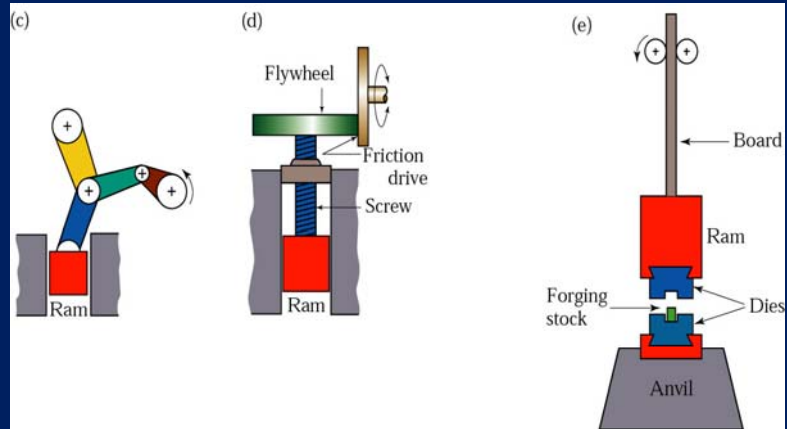 (c)
Ram
(d)
Flywheel
Friction
drive
Screw
Ram
(e)
Board
Ram
Forging
stock
Dies
Anvil